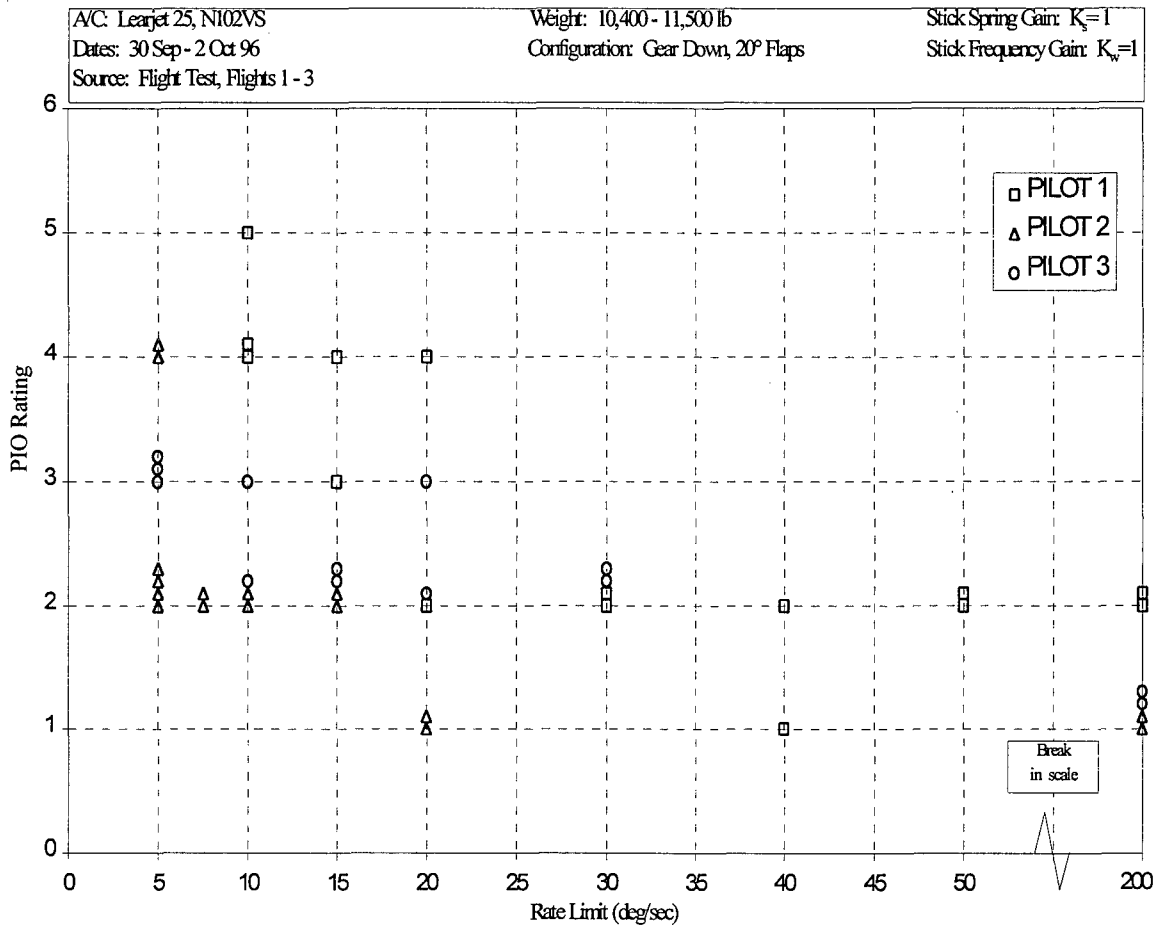 A/C: Learjet 25, N102VS Weight: 10,400 - 11,500 lb Stick Spring Gain: Ks= 1
Dates: 30 Sep - 2 Oct 96 Configuration: Gear Down, 20° Flaps Stick Frequency Gain: Kw=1
Source: Flight Test, Flights 1 - 3
6
5
4
3
2
1
0
PIO Rating
PILOT 1
PILOT 2
PILOT 3
Break
in scale
0 5 10 15 20 25 30 35 40 45 50 200
Rate Limit (deg/sec)